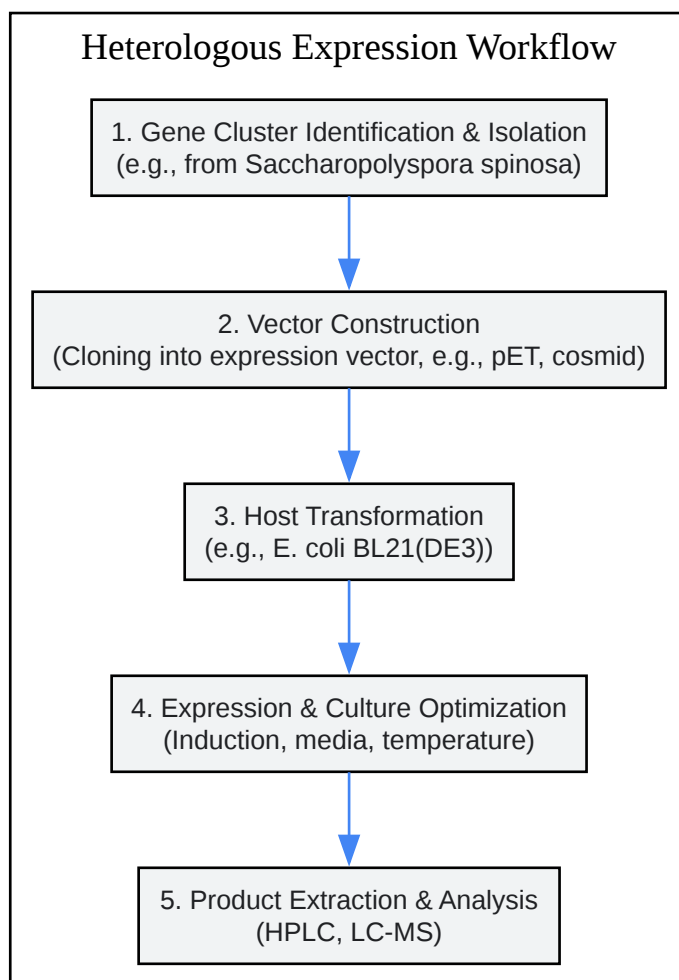 Heterologous Expression Workflow
1. Gene Cluster Identification & Isolation
(e.g., from Saccharopolyspora spinosa)
2. Vector Construction
(Cloning into expression vector, e.g., pET, cosmid)
3. Host Transformation
(e.g., E. coli BL21(DE3))
4. Expression & Culture Optimization
(Induction, media, temperature)
5. Product Extraction & Analysis
(HPLC, LC-MS)